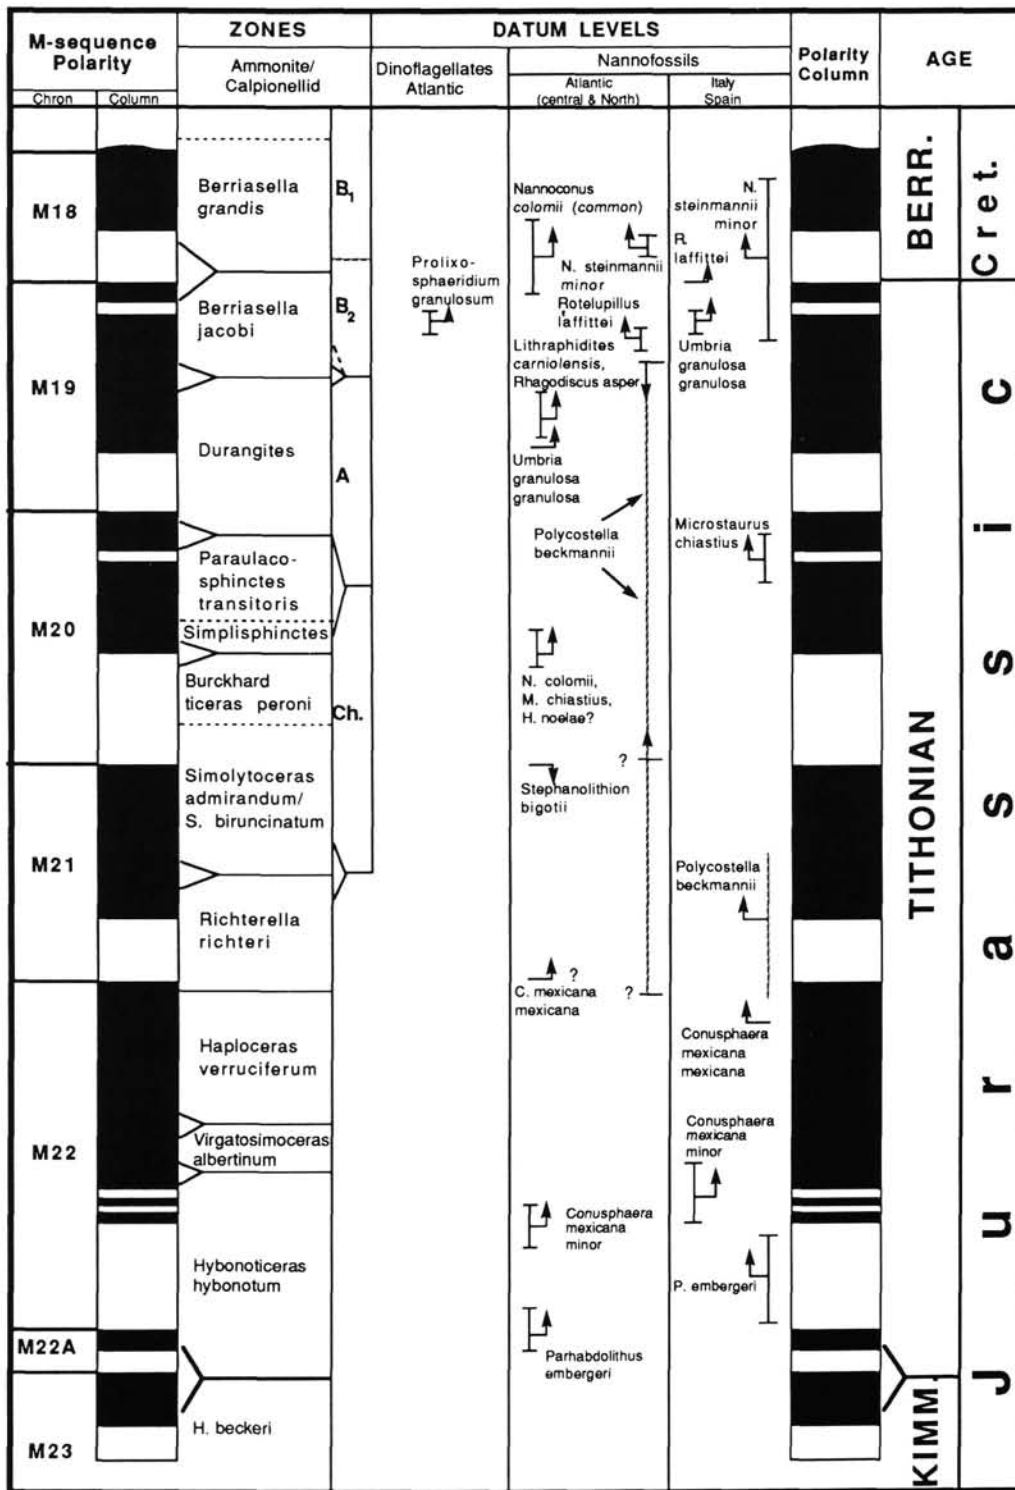 M-sequence
Polarity
Chron
Column
ZONES
Ammonite/
Calpionellid
DATUM LEVELS
Dinoflagellates
Atlantic
Nannofossils
Atlantic
(central & North)
Italy
Spain
Polarity
Column
AGE
M18
M19
M20
M21
M22
M22A
M23
Berriasella
grandis
Berriasella
jacobi
Durangites
Paraulaco-
sphinctes
transitoris
Simplisphinctes
Burckhard
ticeras peroni
Simolytoceras
admirandum/
S. biruncinatum
Richterella
richteri
Haploceras
verruciferum
Virgatosimoceras
albertinum
Hybonoticeras
hybonotum
H. beckeri
B1
B2
A
Ch.
Prolixo-
sphaeridium
granulosum
Nannoconus
colomii (common)
N. steinmannii
minor
Rotelupillus
laffittei
Lithraphidites
carniolensis,
Rhagodiscus asper
Umbria
granulosa
granulosa
Polycostella
beckmannii
N. colomii,
M. chiastius,
H. noelae?
?
Stephanolithion
bigotii
?
C. mexicana
mexicana
?
Conusphaera
mexicana
minor
Parhabdolithus
embergeri
N.
steinmannii
minor
R.
laffittei
Umbria
granulosa
granulosa
Microstaurus
chiastius
Polycostella
beckmannii
Conusphaera
mexicana
mexicana
Conusphaera
mexicana
minor
P. embergeri
BERR.
TITHONIAN
KIMM.
Cret.
Jurassic